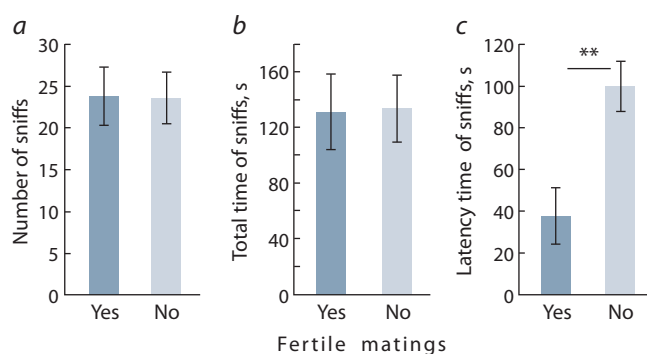 a
b
c
Number of sniffs
30
25
20
15
10
5
0
Yes
No
Total time of sniffs, s
160
120
80
40
0
Yes
No
Latency time of sniffs, s
120
100
80
60
40
20
0
**
Yes
No
Fertile matings